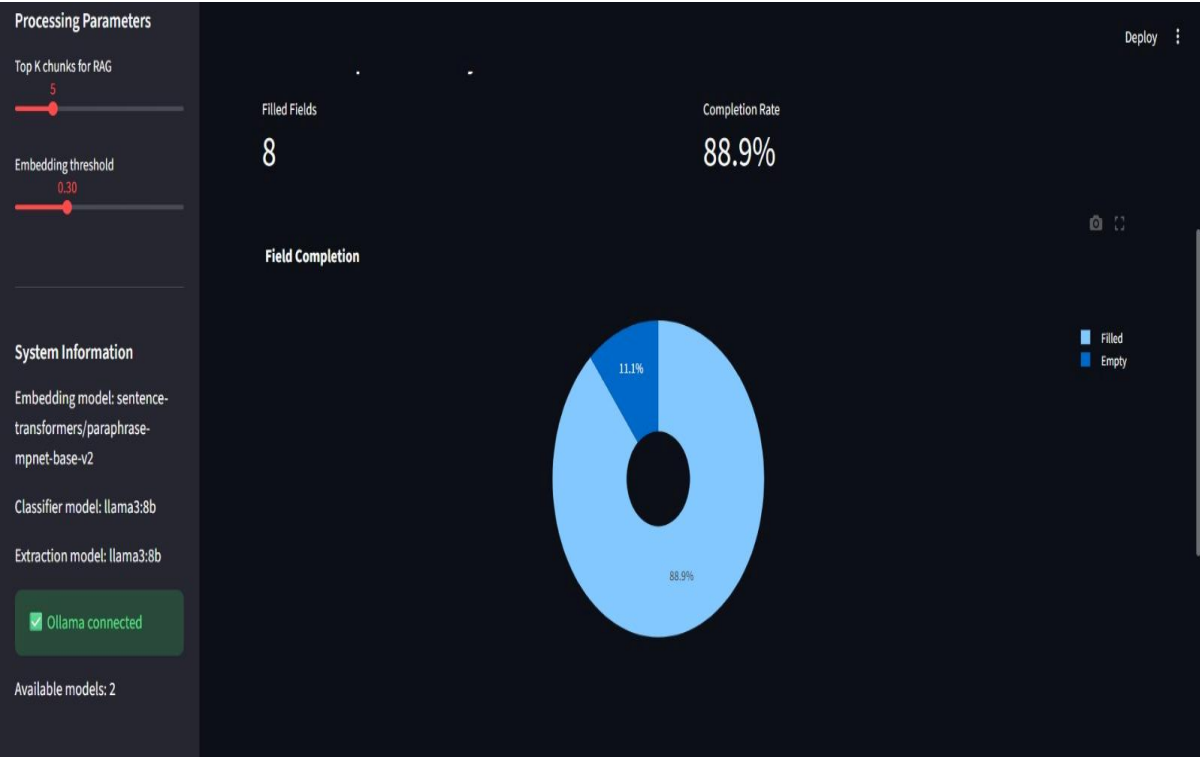 Processing Parameters
Top K chunks for RAG
5
Embedding threshold
0.30
System Information
Embedding model: sentence-
transformers/paraphrase-
mpnet-base-v2
Classifier model: llama3:8b
Extraction model: llama3:8b
✅ Ollama connected
Available models: 2
Deploy
Filled Fields
8
Completion Rate
88.9%
Field Completion
11.1%
88.9%
Filled
Empty